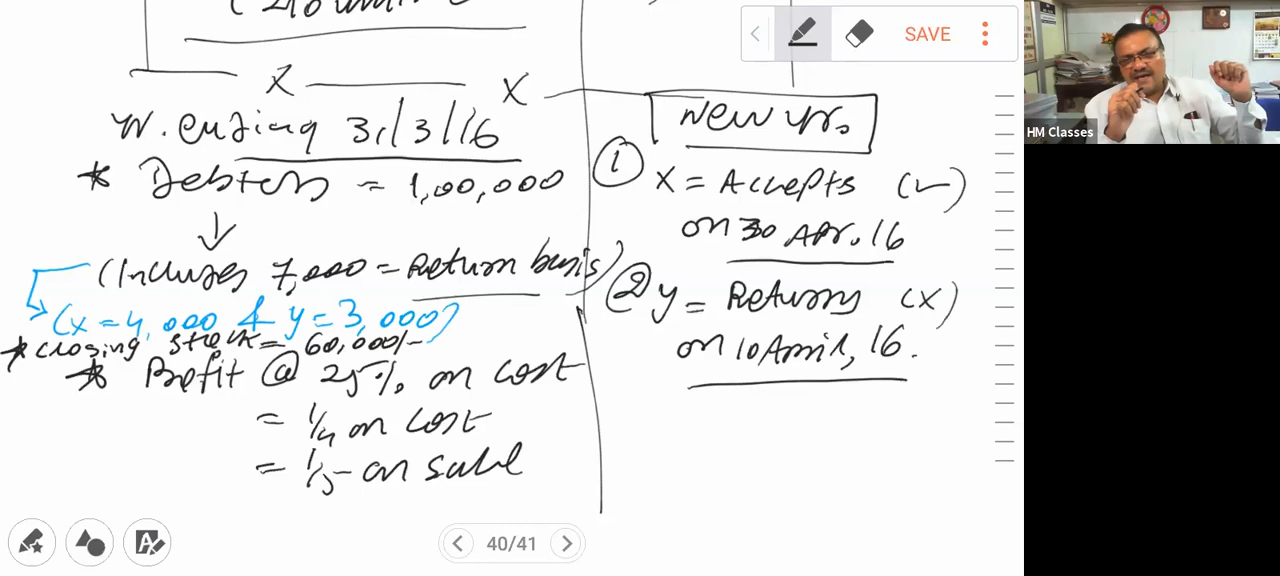 SAVE
HM Classes
X X
Y. ending 31/3/16
* Debtors = 1,00,000
(Includes 7,000 = Return basis)
(X = 4,000 & Y = 3,000)
* Closing stock = 60,000/-
* Profit @ 25% on cost
= 1/4 on cost
= 1/5 on sale
New yr.
① X = Accepts (✓)
on 30 Apr. 16
② Y = Returns (X)
on 10 April, 16.
40/41